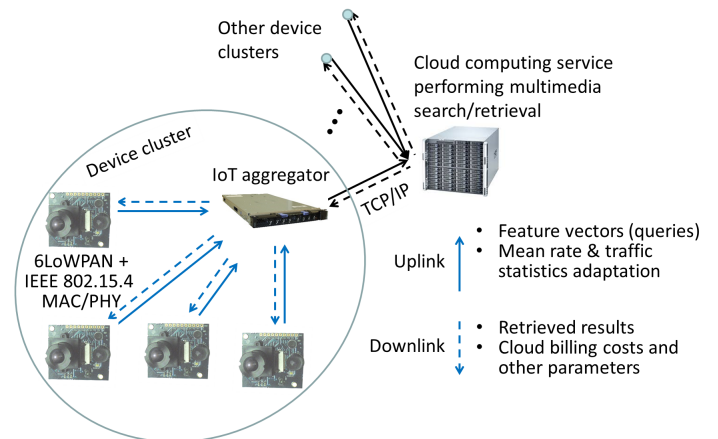 Other device
clusters
Cloud computing service
performing multimedia
search/retrieval
Device cluster
IoT aggregator
TCP/IP
6LoWPAN +
IEEE 802.15.4
MAC/PHY
Uplink
• Feature vectors (queries)
• Mean rate & traffic
statistics adaptation
Downlink
• Retrieved results
• Cloud billing costs and
other parameters